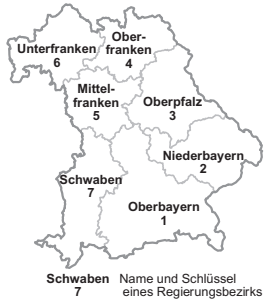 Ober-
franken
4
Unterfranken
6
Mittel-
franken
5
Oberpfalz
3
Niederbayern
2
Schwaben
7
Oberbayern
1
Schwaben Name und Schlüssel
7 eines Regierungsbezirks